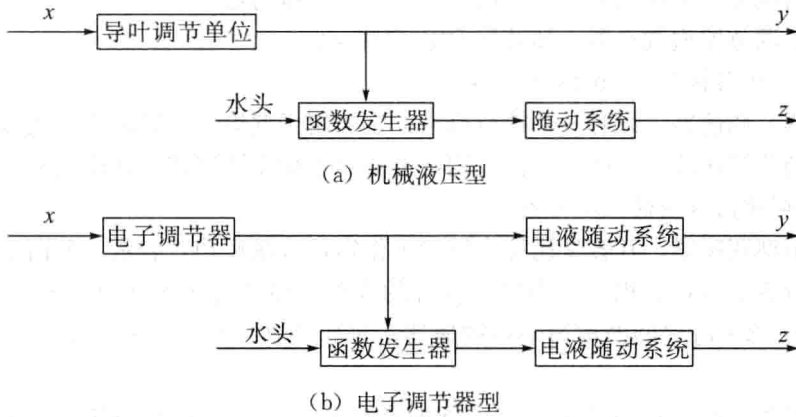 x
导叶调节单位
y
水头
函数发生器
随动系统
z
(a) 机械液压型
x
电子调节器
电液随动系统
y
水头
函数发生器
电液随动系统
z
(b) 电子调节器型